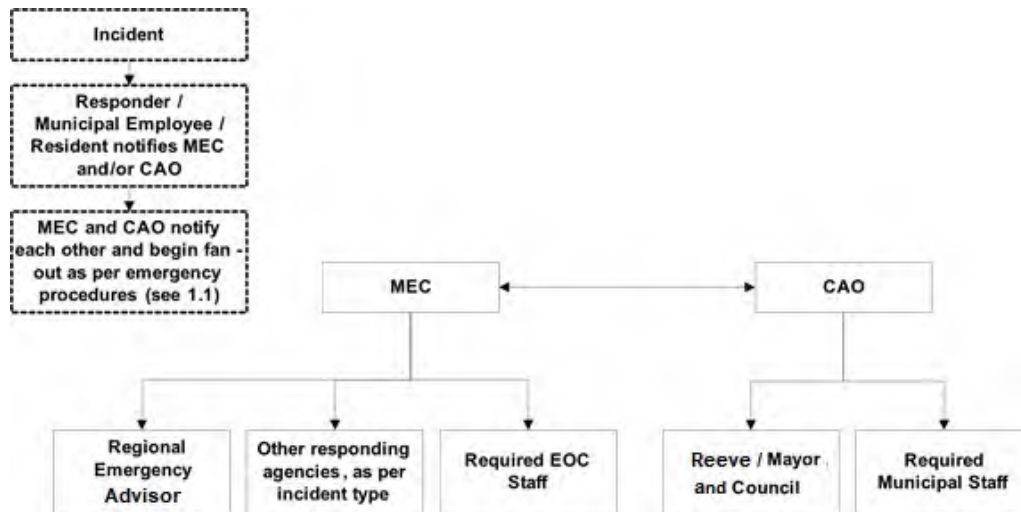 Incident
Responder /
Municipal Employee /
Resident notifies MEC
and/or CAO
MEC and CAO notify
each other and begin fan -
out as per emergency
procedures (see 1.1)
MEC
CAO
Regional
Emergency
Advisor
Other responding
agencies, as per
incident type
Required EOC
Staff
Reeve / Mayor
and Council
Required
Municipal Staff